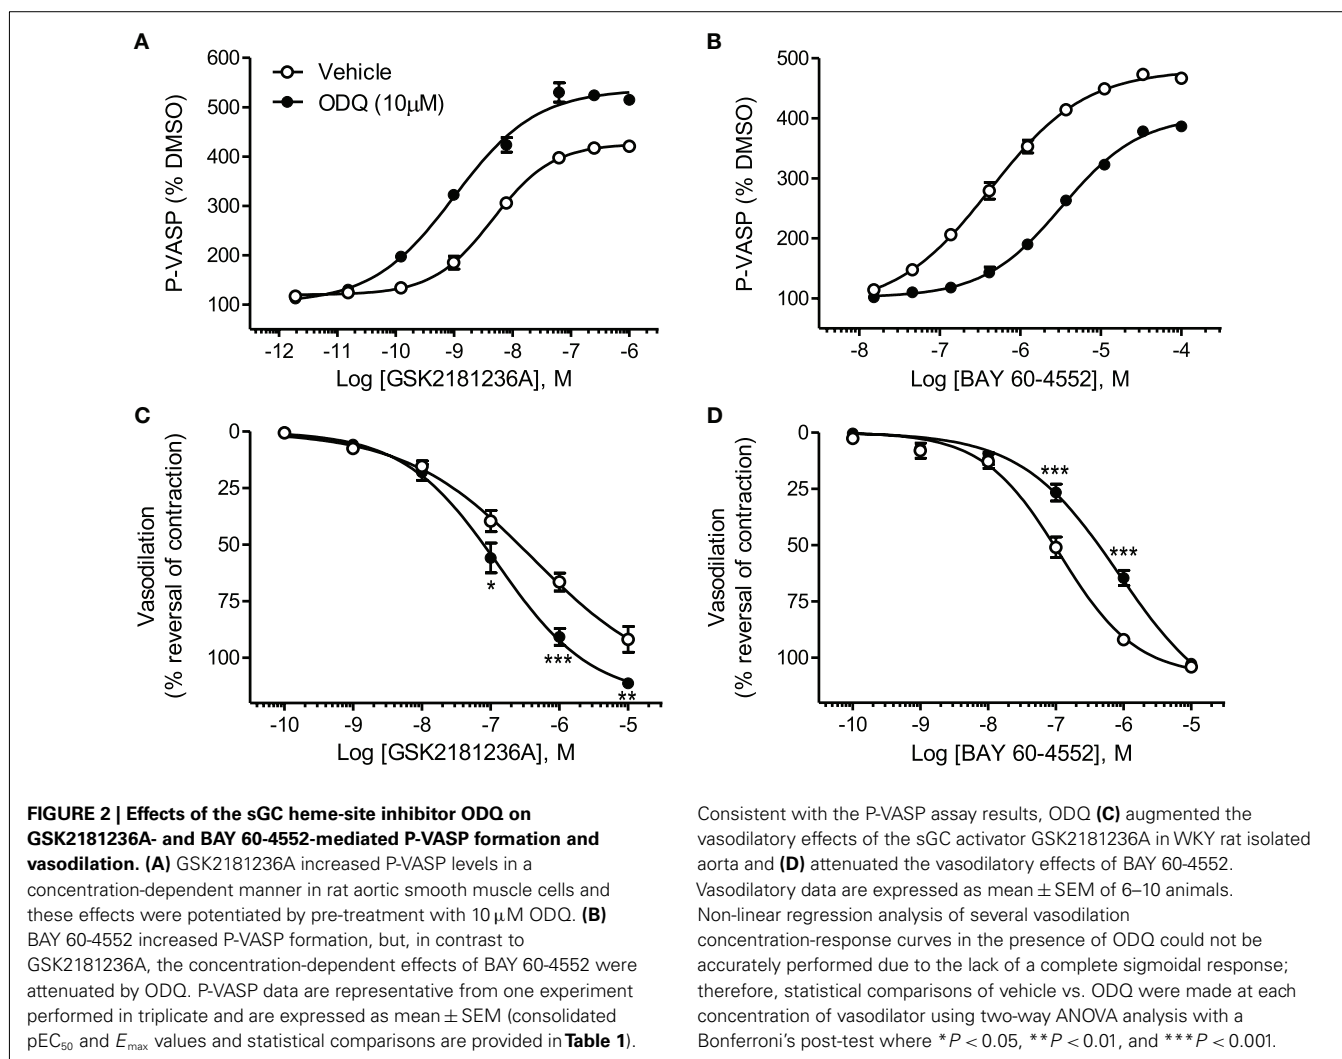 A
600
500
400
300
200
100
P-VASP (% DMSO)
Vehicle
ODQ (10µM)
-12 -11 -10 -9 -8 -7 -6
Log [GSK2181236A], M
B
500
400
300
200
100
P-VASP (% DMSO)
-8 -7 -6 -5 -4
Log [BAY 60-4552], M
C
0
25
50
75
100
Vasodilation
(% reversal of contraction)
*
***
**
-10 -9 -8 -7 -6 -5
Log [GSK2181236A], M
D
0
25
50
75
100
Vasodilation
(% reversal of contraction)
***
***
-10 -9 -8 -7 -6 -5
Log [BAY 60-4552], M
FIGURE 2 | Effects of the sGC heme-site inhibitor ODQ on
GSK2181236A- and BAY 60-4552-mediated P-VASP formation and
vasodilation. (A) GSK2181236A increased P-VASP levels in a
concentration-dependent manner in rat aortic smooth muscle cells and
these effects were potentiated by pre-treatment with 10 µM ODQ. (B)
BAY 60-4552 increased P-VASP formation, but, in contrast to
GSK2181236A, the concentration-dependent effects of BAY 60-4552 were
attenuated by ODQ. P-VASP data are representative from one experiment
performed in triplicate and are expressed as mean ± SEM (consolidated
pEC50 and Emax values and statistical comparisons are provided in Table 1).
Consistent with the P-VASP assay results, ODQ (C) augmented the
vasodilatory effects of the sGC activator GSK2181236A in WKY rat isolated
aorta and (D) attenuated the vasodilatory effects of BAY 60-4552.
Vasodilatory data are expressed as mean ± SEM of 6–10 animals.
Non-linear regression analysis of several vasodilation
concentration-response curves in the presence of ODQ could not be
accurately performed due to the lack of a complete sigmoidal response;
therefore, statistical comparisons of vehicle vs. ODQ were made at each
concentration of vasodilator using two-way ANOVA analysis with a
Bonferroni's post-test where *P < 0.05, **P < 0.01, and ***P < 0.001.